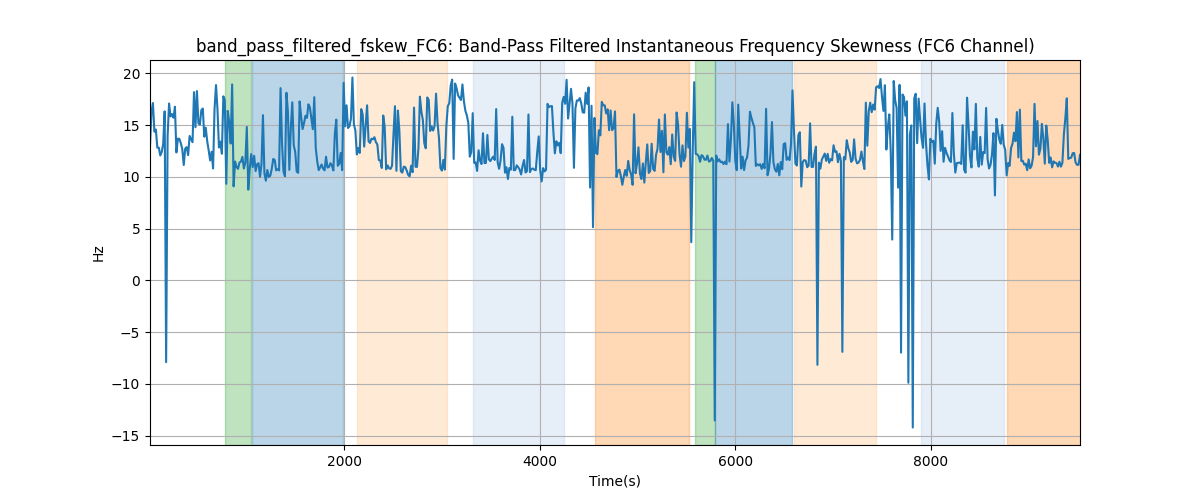 band_pass_filtered_fskew_FC6: Band-Pass Filtered Instantaneous Frequency Skewness (FC6 Channel)
20
15
10
5
0
−5
−10
−15
Hz
2000 4000 6000 8000
Time(s)